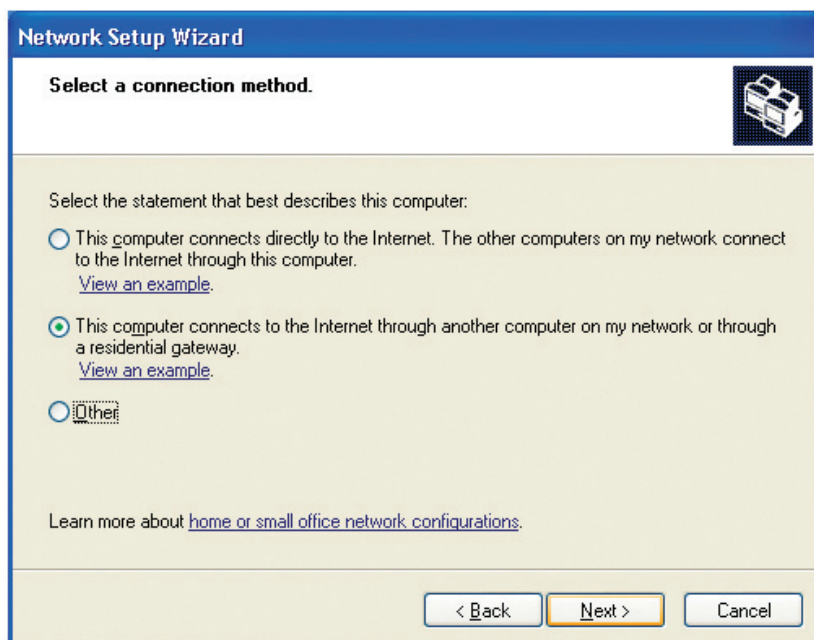 Network Setup Wizard
Select a connection method.
Select the statement that best describes this computer:
This computer connects directly to the Internet. The other computers on my network connect
to the Internet through this computer.
View an example.
This computer connects to the Internet through another computer on my network or through
a residential gateway.
View an example.
Other
Learn more about home or small office network configurations.
< Back
Next >
Cancel